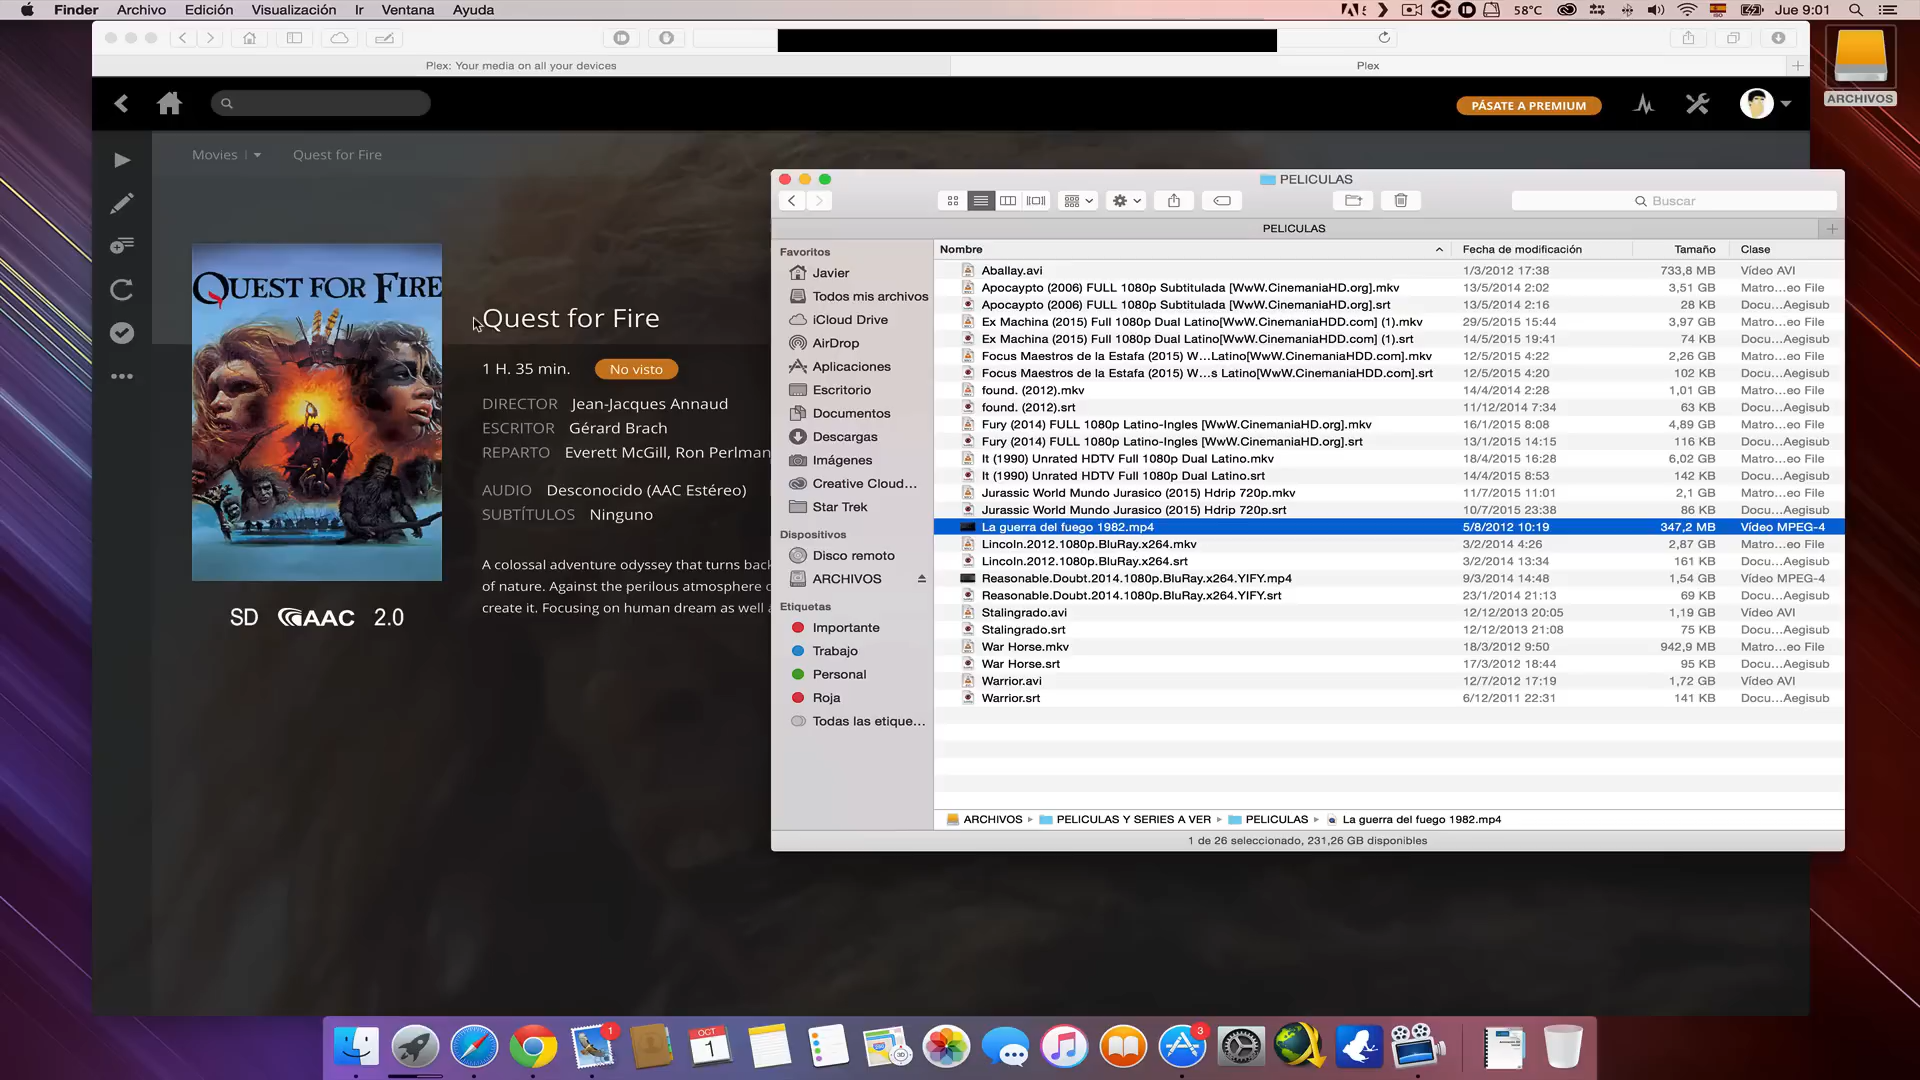 Finder Archivo Edición Visualización Ir Ventana Ayuda 58°C Jue 9:01
Plex: Your media on all your devices Plex
ARCHIVOS
PÁSATE A PREMIUM
Movies Quest for Fire
QUEST FOR FIRE
Quest for Fire
1 H. 35 min. No visto
DIRECTOR Jean-Jacques Annaud
ESCRITOR Gérard Brach
REPARTO Everett McGill, Ron Perlman
AUDIO Desconocido (AAC Estéreo)
SUBTÍTULOS Ninguno
A colossal adventure odyssey that turns back
of nature. Against the perilous atmosphere
create it. Focusing on human dream as well
SD AAC 2.0
PELICULAS
Buscar
PELICULAS
Favoritos
Javier
Todos mis archivos
iCloud Drive
AirDrop
Aplicaciones
Escritorio
Documentos
Descargas
Imágenes
Creative Cloud...
Star Trek
Dispositivos
Disco remoto
ARCHIVOS
Etiquetas
Importante
Trabajo
Personal
Roja
Todas las etique...
Nombre Fecha de modificación Tamaño Clase
Aballay.avi 1/3/2012 17:38 733,8 MB Vídeo AVI
Apocaypto (2006) FULL 1080p Subtitulada [WwW.CinemaniaHD.org].mkv 13/5/2014 2:02 3,51 GB Matro...eo File
Apocaypto (2006) FULL 1080p Subtitulada [WwW.CinemaniaHD.org].srt 13/5/2014 2:16 28 KB Docu...Aegisub
Ex Machina (2015) Full 1080p Dual Latino[WwW.CinemaniaHDD.com] (1).mkv 29/5/2015 15:44 3,97 GB Matro...eo File
Ex Machina (2015) Full 1080p Dual Latino[WwW.CinemaniaHDD.com] (1).srt 14/5/2015 19:41 74 KB Docu...Aegisub
Focus Maestros de la Estafa (2015) W...Latino[WwW.CinemaniaHDD.com].mkv 12/5/2015 4:22 2,26 GB Matro...eo File
Focus Maestros de la Estafa (2015) W...s Latino[WwW.CinemaniaHDD.com].srt 12/5/2015 4:20 102 KB Docu...Aegisub
found. (2012).mkv 14/4/2014 2:28 1,01 GB Matro...eo File
found. (2012).srt 11/12/2014 7:34 63 KB Docu...Aegisub
Fury (2014) FULL 1080p Latino-Ingles [WwW.CinemaniaHD.org].mkv 16/1/2015 8:08 4,89 GB Matro...eo File
Fury (2014) FULL 1080p Latino-Ingles [WwW.CinemaniaHD.org].srt 13/1/2015 14:15 116 KB Docu...Aegisub
It (1990) Unrated HDTV Full 1080p Dual Latino.mkv 18/4/2015 16:28 6,02 GB Matro...eo File
It (1990) Unrated HDTV Full 1080p Dual Latino.srt 14/4/2015 8:53 142 KB Docu...Aegisub
Jurassic World Mundo Jurasico (2015) Hdrip 720p.mkv 11/7/2015 11:01 2,1 GB Matro...eo File
Jurassic World Mundo Jurasico (2015) Hdrip 720p.srt 10/7/2015 23:38 86 KB Docu...Aegisub
La guerra del fuego 1982.mp4 5/8/2012 10:19 347,2 MB Vídeo MPEG-4
Lincoln.2012.1080p.BluRay.x264.mkv 3/2/2014 4:26 2,87 GB Matro...eo File
Lincoln.2012.1080p.BluRay.x264.srt 3/2/2014 13:34 161 KB Docu...Aegisub
Reasonable.Doubt.2014.1080p.BluRay.x264.YIFY.mp4 9/3/2014 14:48 1,54 GB Vídeo MPEG-4
Reasonable.Doubt.2014.1080p.BluRay.x264.YIFY.srt 23/1/2014 21:13 69 KB Docu...Aegisub
Stalingrado.avi 12/12/2013 20:05 1,19 GB Vídeo AVI
Stalingrado.srt 12/12/2013 21:08 75 KB Docu...Aegisub
War Horse.mkv 18/3/2012 9:50 942,9 MB Matro...eo File
War Horse.srt 17/3/2012 18:44 95 KB Docu...Aegisub
Warrior.avi 12/7/2012 17:19 1,72 GB Vídeo AVI
Warrior.srt 6/12/2011 22:31 141 KB Docu...Aegisub
ARCHIVOS PELICULAS Y SERIES A VER PELICULAS La guerra del fuego 1982.mp4
1 de 26 seleccionado, 231,26 GB disponibles
1 OCT 1 3